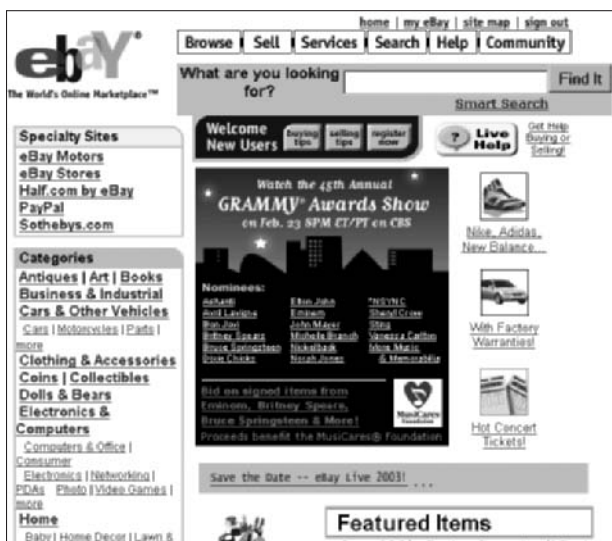 home | my eBay | site map | sign out
ebaY
The World's Online Marketplace™
Browse Sell Services Search Help Community
What are you looking for?
Find It
Smart Search
Specialty Sites
eBay Motors
eBay Stores
Half.com by eBay
PayPal
Sothebys.com
Categories
Antiques | Art | Books
Business & Industrial
Cars & Other Vehicles
Cars | Motorcycles | Parts |
more
Clothing & Accessories
Coins | Collectibles
Dolls & Bears
Electronics &
Computers
Computers & Office |
Consumer
Electronics | Networking |
PDAs Photo | Video Games |
more
Home
Baby | Home Decor | Lawn &
Welcome
New Users
buying
tips
selling
tips
register
now
? Live
Help
Get Help
Buying or
Selling!
Watch the 45th Annual
GRAMMY® Awards Show
on Feb. 23 8PM ET/PT on CBS
Nominees:
Ashanti
Avril Lavigne
Bon Jovi
Britney Spears
Bruce Springsteen
Dixie Chicks
Elton John
Eminem
John Mayer
Michelle Branch
Nickelback
Norah Jones
*NSYNC
Sheryl Crow
Sting
Vanessa Carlton
More Music
& Memorabilia
Bid on signed items from
Eminem, Britney Spears,
Bruce Springsteen & More!
Proceeds benefit the MusiCares® Foundation
MusiCares
Foundation
Nike, Adidas,
New Balance...
With Factory
Warranties!
Hot Concert
Tickets!
Save the Date -- eBay Live 2003! ...
Featured Items